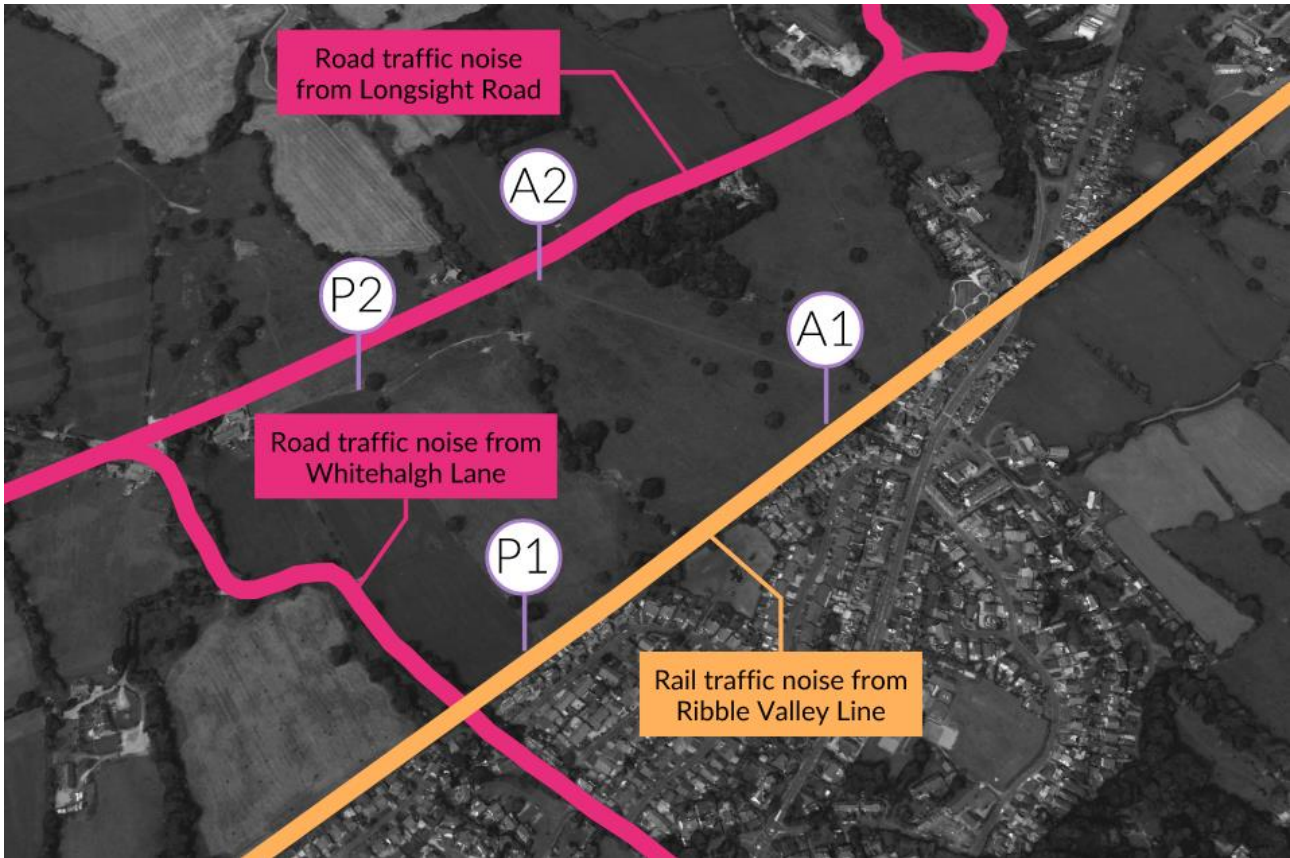 Road traffic noise
from Longsight Road
A2
P2
A1
Road traffic noise from
Whitehalgh Lane
P1
Rail traffic noise from
Ribble Valley Line